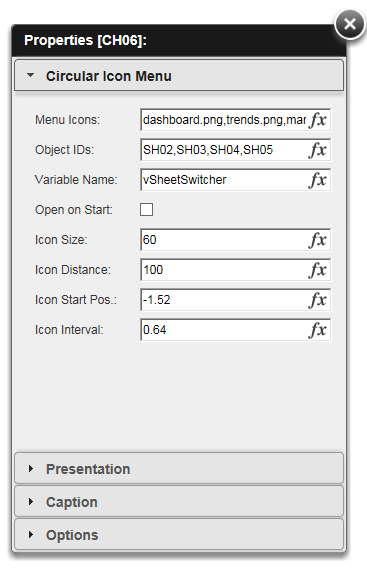 Properties [CH06]:
Circular Icon Menu
Menu Icons: dashboard.png,trends.png,mar fx
Object IDs: SH02,SH03,SH04,SH05 fx
Variable Name: vSheetSwitcher fx
Open on Start:
Icon Size: 60 fx
Icon Distance: 100 fx
Icon Start Pos.: -1.52 fx
Icon Interval: 0.64 fx
Presentation
Caption
Options